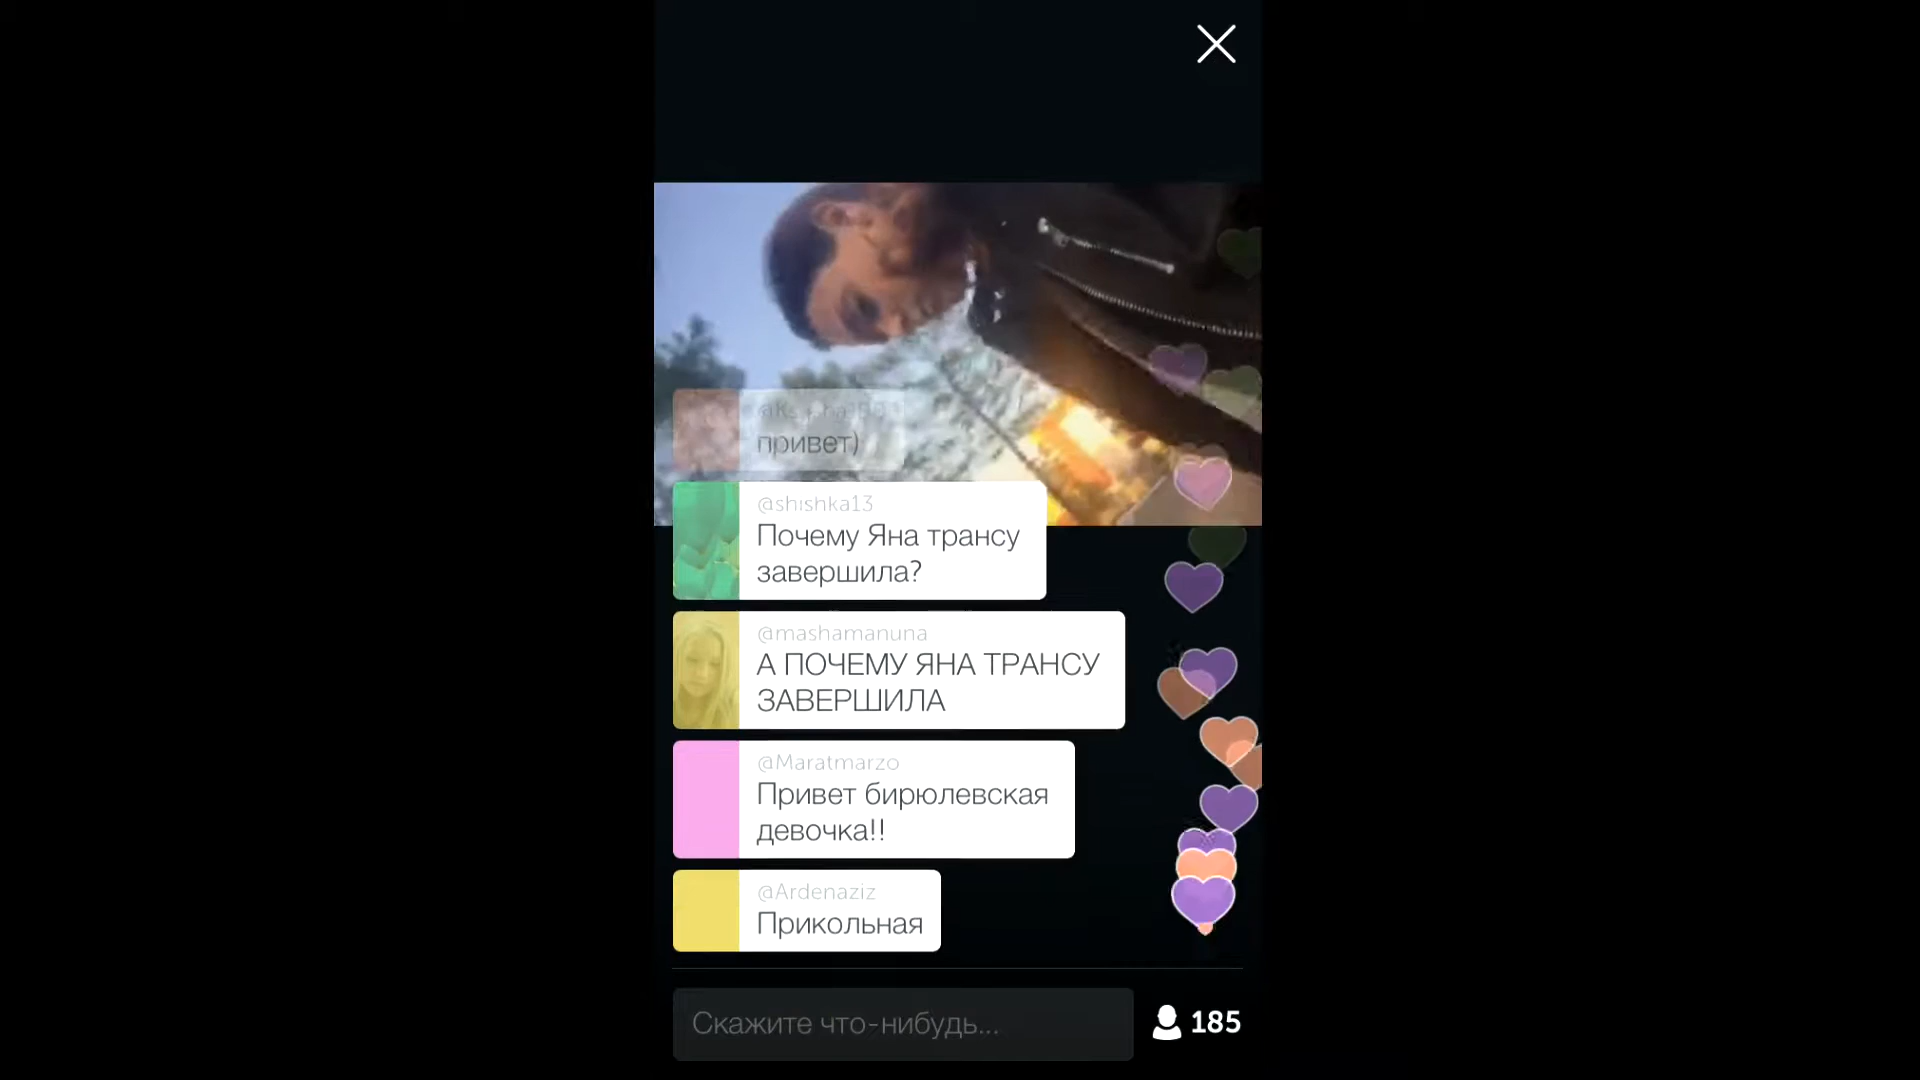 привет)
@shishka13
Почему Яна трансу
завершила?
@mashamanuna
А ПОЧЕМУ ЯНА ТРАНСУ
ЗАВЕРШИЛА
@Maratmarzo
Привет бирюлевская
девочка!!
@Ardenaziz
Прикольная
Скажите что-нибудь...
185